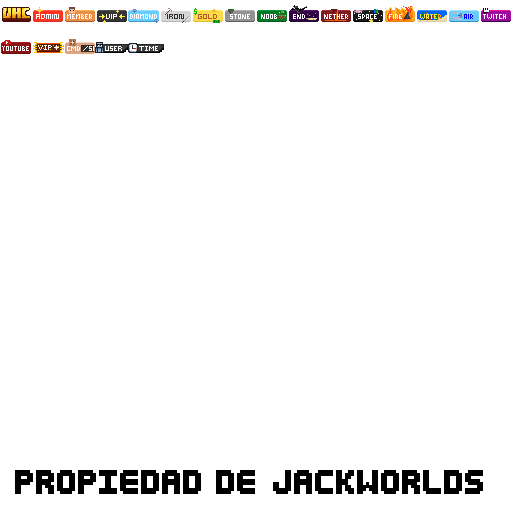 UHC ADMIN MEMBER +VIP+ DIAMOND IRON GOLD STONE NOOB END NETHER SPACE FIRE WATER AIR TWITCH
YOUTUBE VIP+ CMD USER TIME
PROPIEDAD DE JACKWORLDS